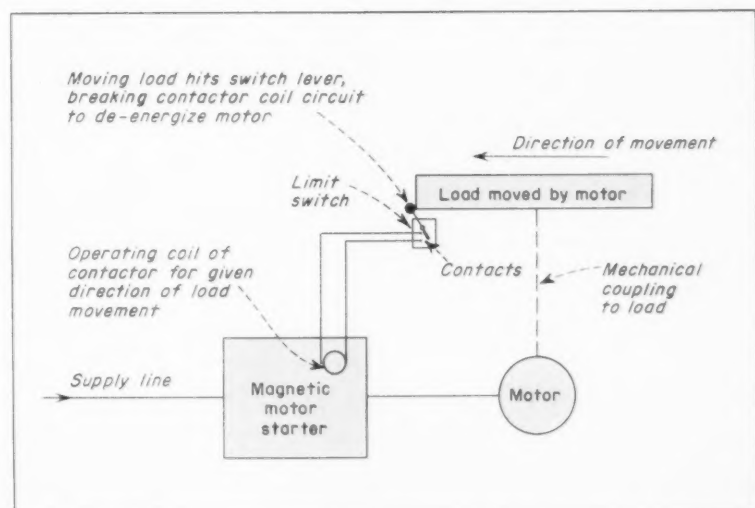 Moving load hits switch lever,
breaking contactor coil circuit
to de-energize motor
Direction of movement
Load moved by motor
Limit
switch
Operating coil of
contactor for given
direction of load
movement
Contacts
Mechanical
coupling
to load
Supply line
Magnetic
motor
starter
Motor